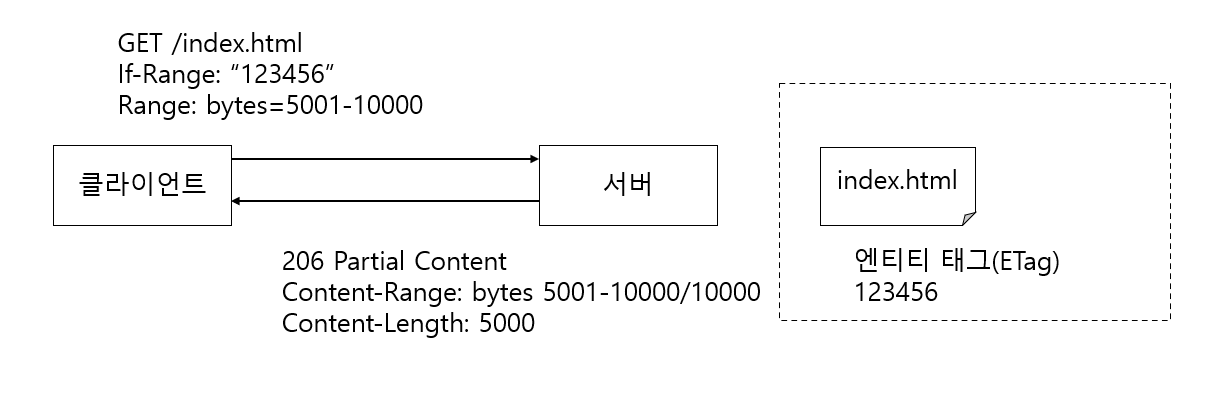 GET /index.html
If-Range: “123456”
Range: bytes=5001-10000
클라이언트
서버
index.html
206 Partial Content
Content-Range: bytes 5001-10000/10000
Content-Length: 5000
엔티티 태그(ETag)
123456